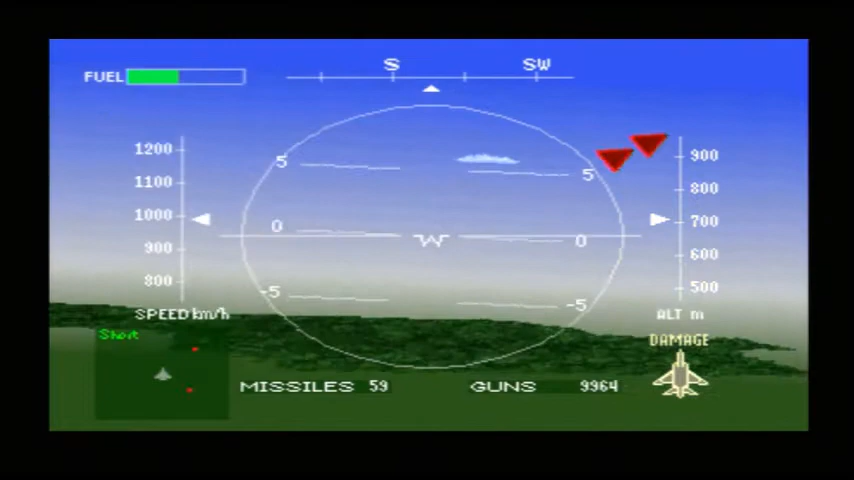 FUEL
S SW
1200
1100
1000
900
800
SPEED km/h
5 5
0 0
-5 -5
900
800
700
600
500
ALT m
Short
DAMAGE
MISSILES 59 GUNS 9964